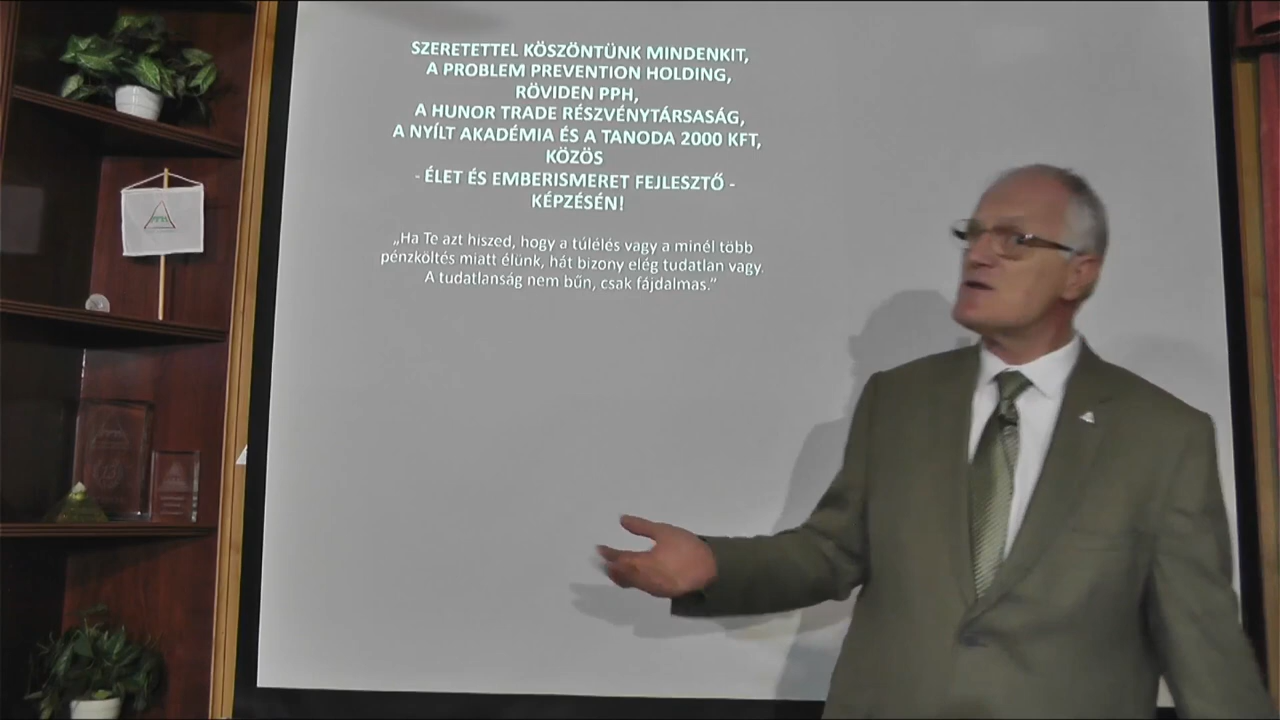 SZERETETTEL KÖSZÖNTÜNK MINDENKIT,
A PROBLEM PREVENTION HOLDING,
RÖVIDEN PPH,
A HUNOR TRADE RÉSZVÉNYTÁRSASÁG,
A NYÍLT AKADÉMIA ÉS A TANODA 2000 KFT,
KÖZÖS
- ÉLET ÉS EMBERISMERET FEJLESZTŐ -
KÉPZÉSÉN!
„Ha Te azt hiszed, hogy a túlélés vagy a minél több
pénzköltés miatt élünk, hát bizony elég tudatlan vagy.
A tudatlanság nem bűn, csak fájdalmas.”